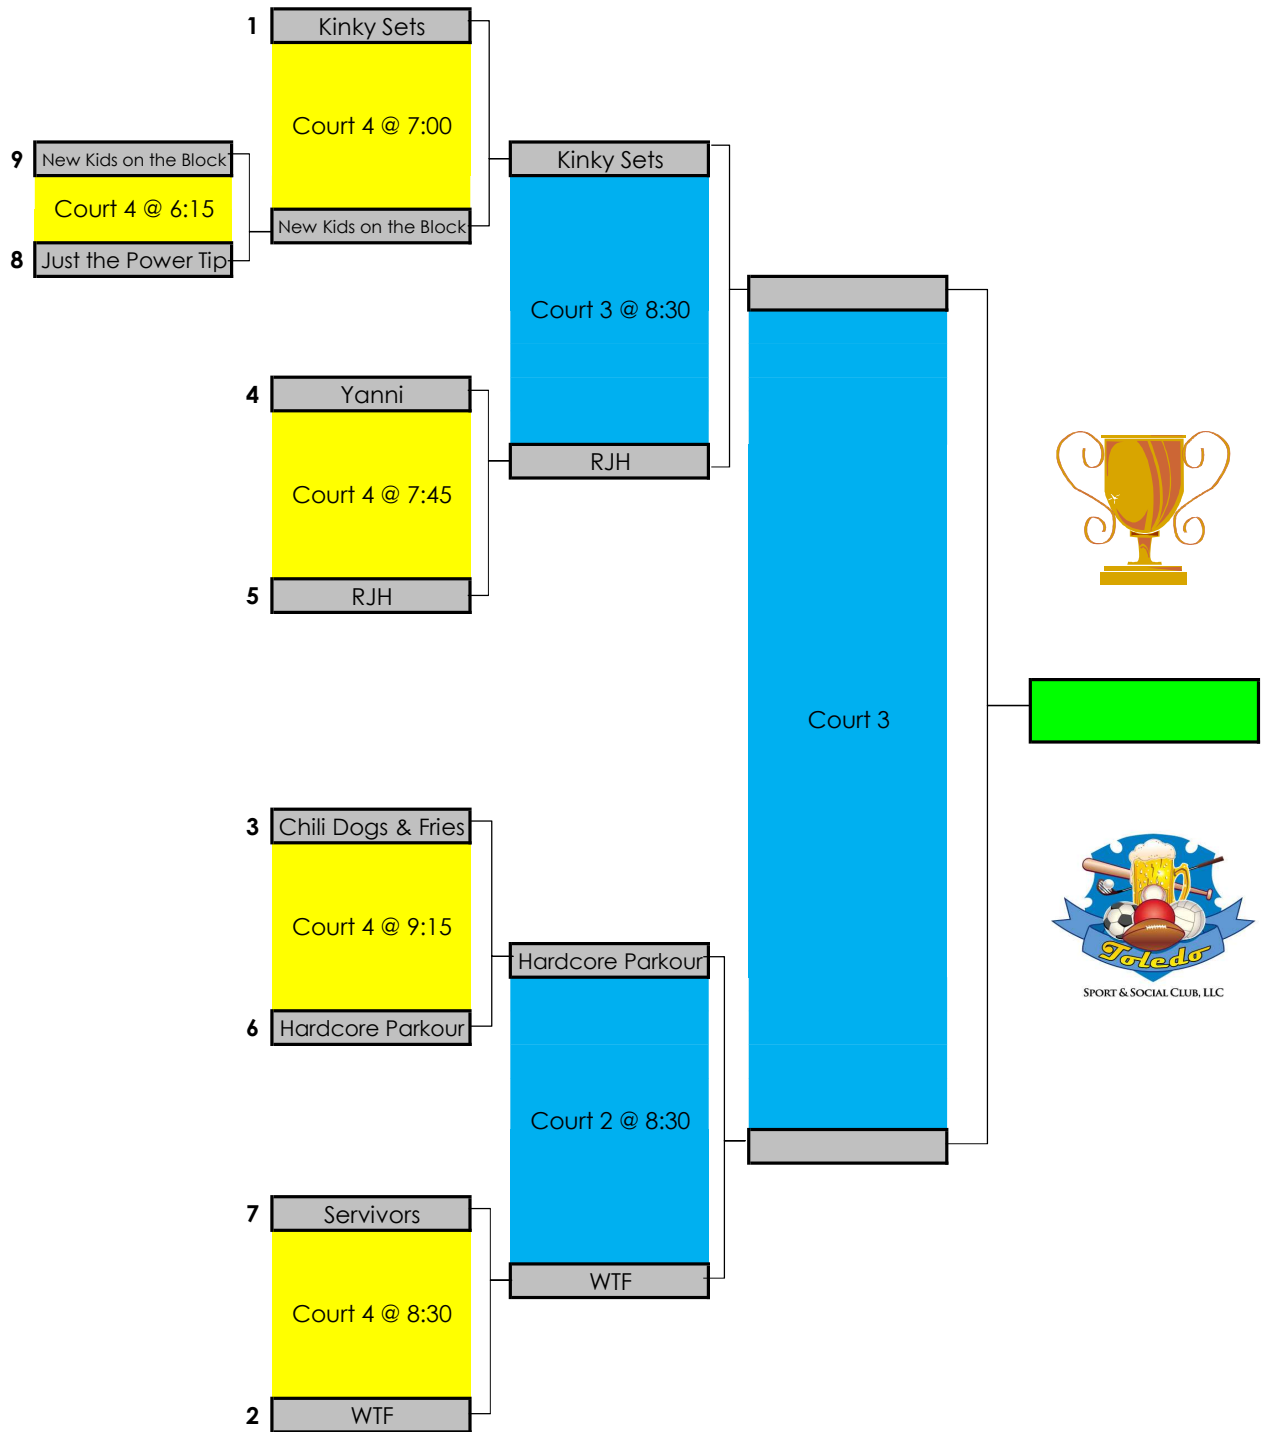 1 Kinky Sets
Court 4 @ 7:00
9 New Kids on the Block
Court 4 @ 6:15
8 Just the Power Tip
New Kids on the Block
Kinky Sets
Court 3 @ 8:30
RJH
4 Yanni
Court 4 @ 7:45
5 RJH
Court 3
3 Chili Dogs & Fries
Court 4 @ 9:15
6 Hardcore Parkour
Hardcore Parkour
Court 2 @ 8:30
WTF
7 Servivors
Court 4 @ 8:30
2 WTF
Toledo
SPORT & SOCIAL CLUB, LLC